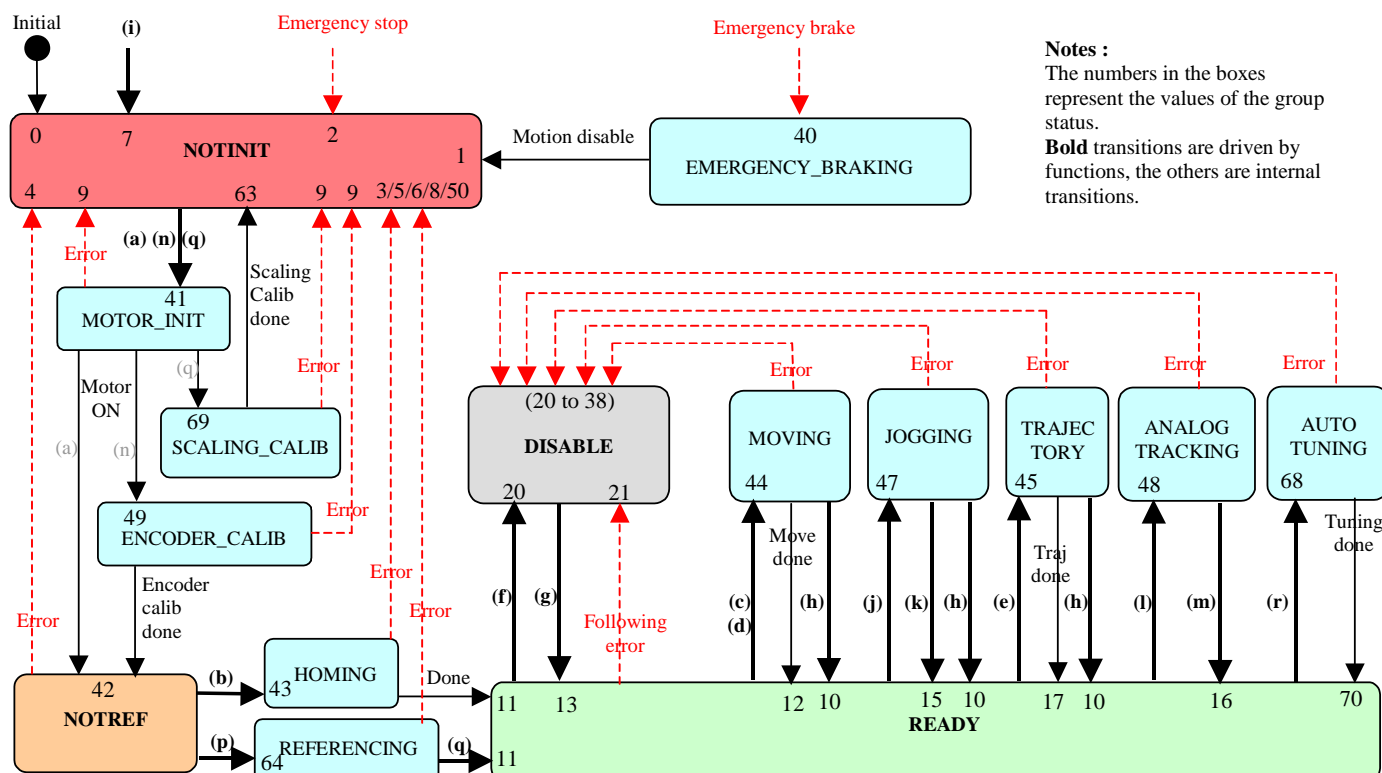 Initial
(i)
Emergency stop
Emergency brake
Notes :
The numbers in the boxes
represent the values of the group
status.
Bold transitions are driven by
functions, the others are internal
transitions.
0
7
2
NOTINIT
1
4
9
63
9
9
3/5/6/8/50
Motion disable
40
EMERGENCY_BRAKING
(a) (n) (q)
Error
Scaling
Calib
done
41
MOTOR_INIT
Motor
ON
(q)
(a)
(n)
Error
69
SCALING_CALIB
49
ENCODER_CALIB
Error
Encoder
calib
done
Error
Error
Error
(20 to 38)
DISABLE
20
21
Error
Error
Error
Error
Error
MOVING
44
JOGGING
47
TRAJEC
TORY
45
ANALOG
TRACKING
48
AUTO
TUNING
68
(f)
(g)
Following
error
(c)
(d)
Move
done
(h)
(j)
(k)
(h)
(e)
Traj
done
(h)
(l)
(m)
(r)
Tuning
done
42
NOTREF
(b)
HOMING
43
Done
(p)
REFERENCING
64
(q)
11
13
12
10
15
10
17
10
16
70
READY
11